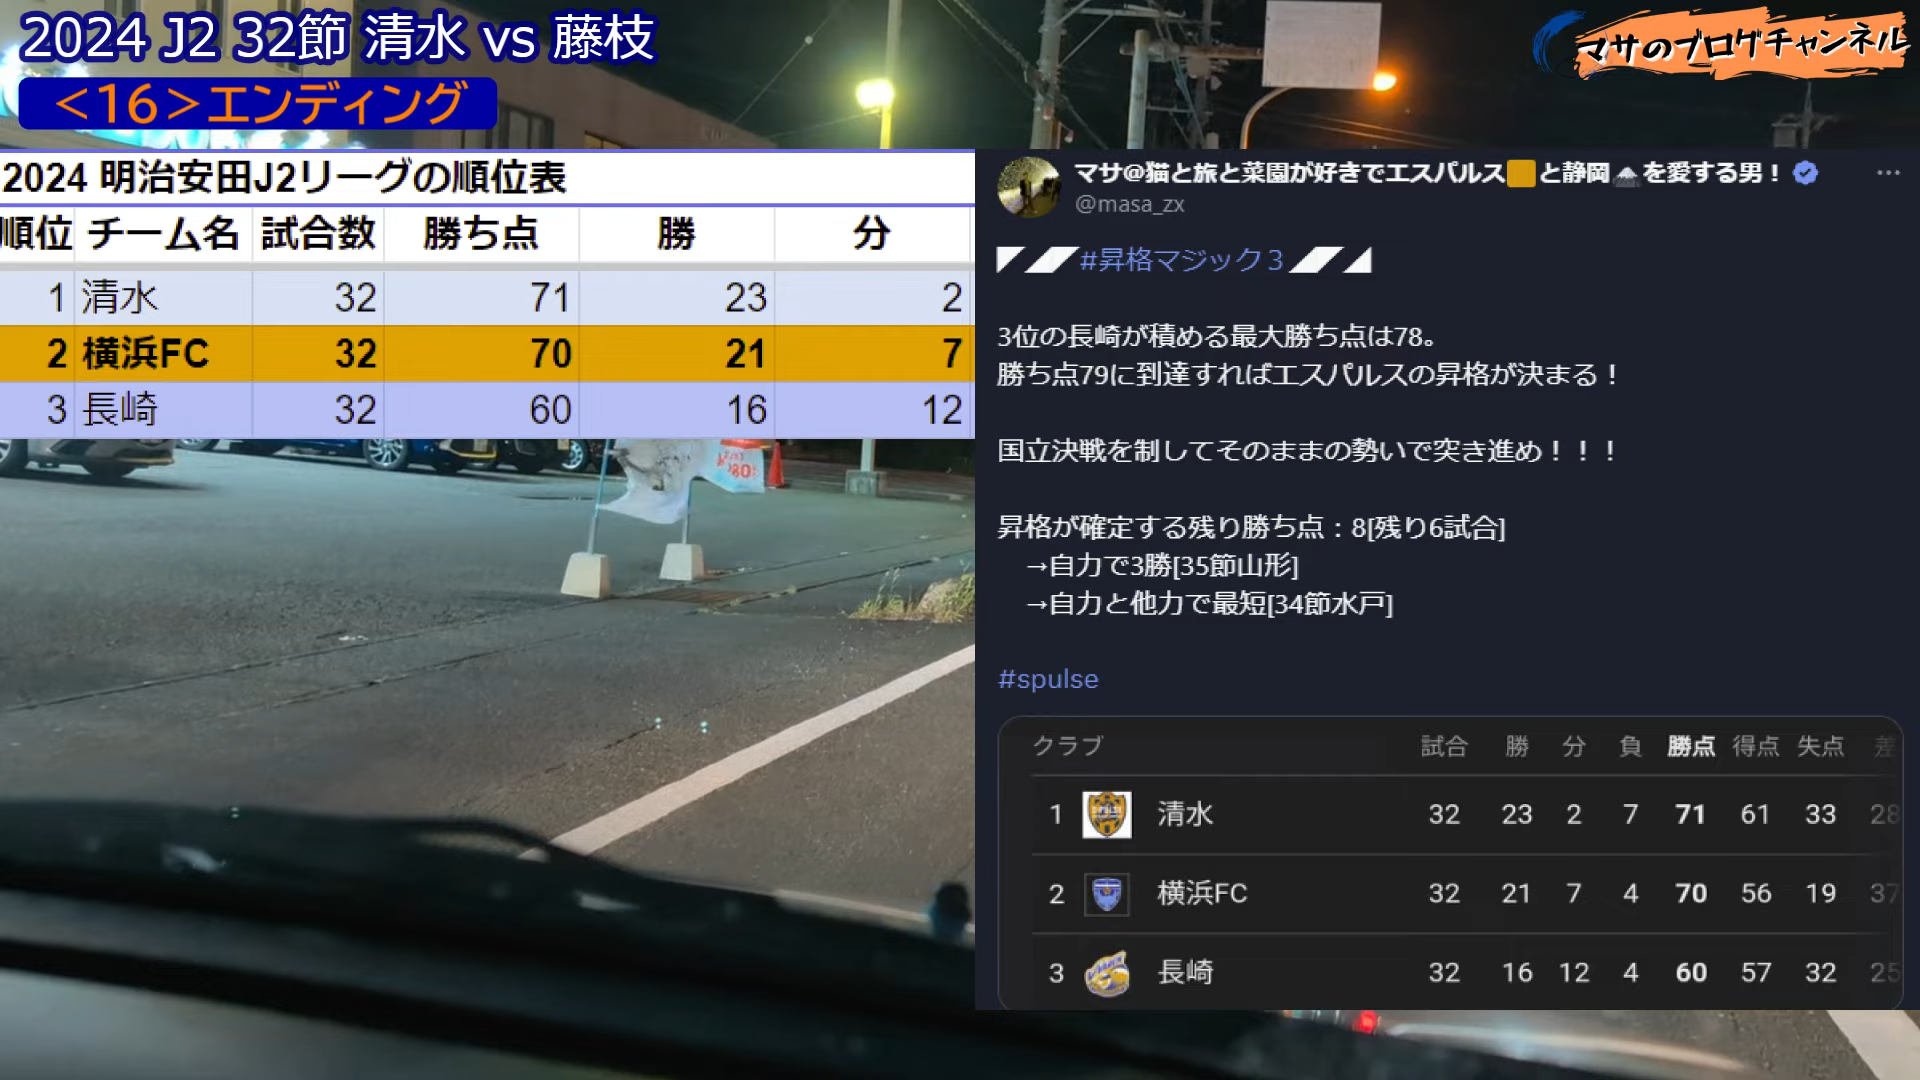 2024 J2 32節 清水 vs 藤枝
＜16＞エンディング
マサのブログチャンネル
2024 明治安田J2リーグの順位表
順位 チーム名 試合数 勝ち点 勝 分
1 清水 32 71 23 2
2 横浜FC 32 70 21 7
3 長崎 32 60 16 12
マサ@猫と旅と菜園が好きでエスパルス🟧と静岡🗻を愛する男！
@masa_zx
#昇格マジック３
3位の長崎が積める最大勝ち点は78。
勝ち点79に到達すればエスパルスの昇格が決まる！
国立決戦を制してそのままの勢いで突き進め！！！
昇格が確定する残り勝ち点：8[残り6試合]
→自力で3勝[35節山形]
→自力と他力で最短[34節水戸]
#spulse
クラブ 試合 勝 分 負 勝点 得点 失点 差
1 清水 32 23 2 7 71 61 33 28
2 横浜FC 32 21 7 4 70 56 19 37
3 長崎 32 16 12 4 60 57 32 25